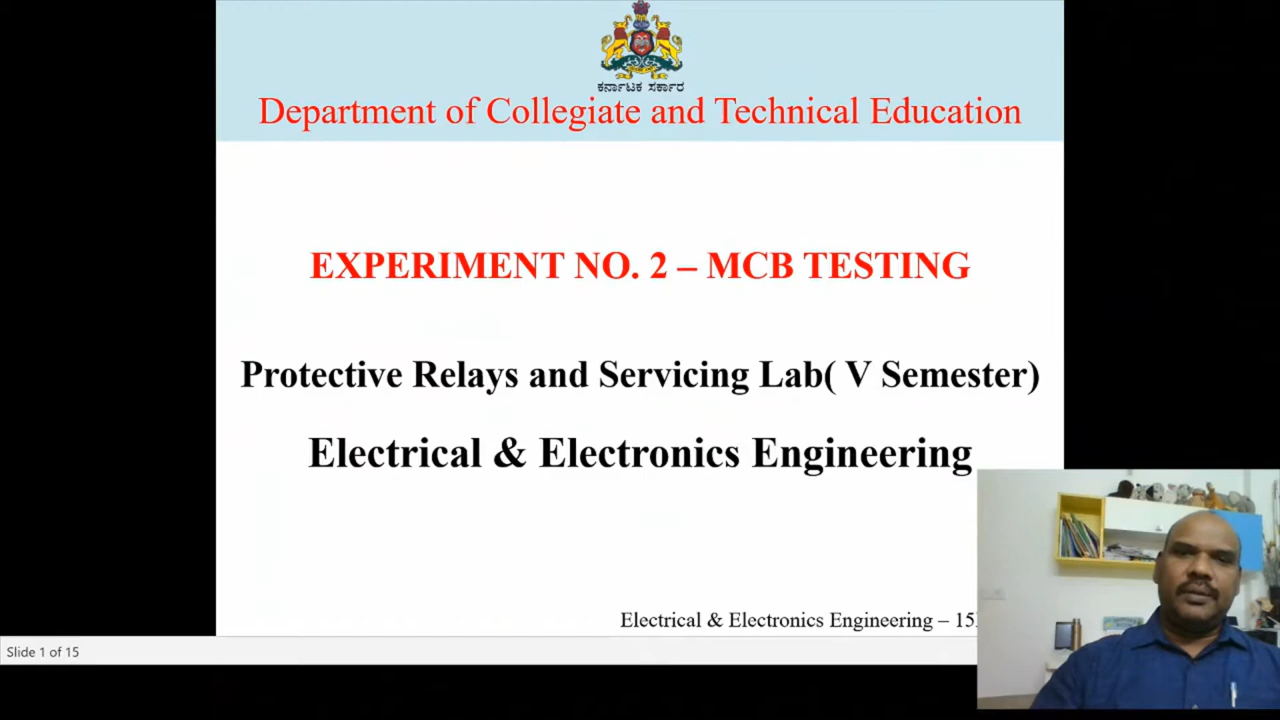 ಕರ್ನಾಟಕ ಸರ್ಕಾರ
Department of Collegiate and Technical Education
EXPERIMENT NO. 2 – MCB TESTING
Protective Relays and Servicing Lab( V Semester)
Electrical & Electronics Engineering
Electrical & Electronics Engineering – 15
Slide 1 of 15